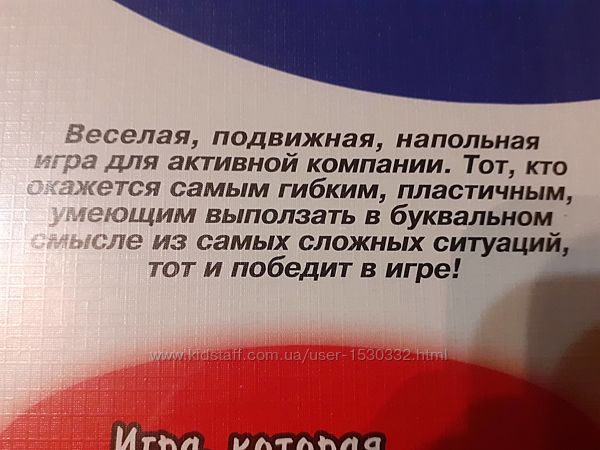 Веселая, подвижная, напольная
игра для активной компании. Тот, кто
окажется самым гибким, пластичным,
умеющим выползать в буквальном
смысле из самых сложных ситуаций,
тот и победит в игре!
www.kidstaff.com.ua/user-1530332.html
Игра, которая